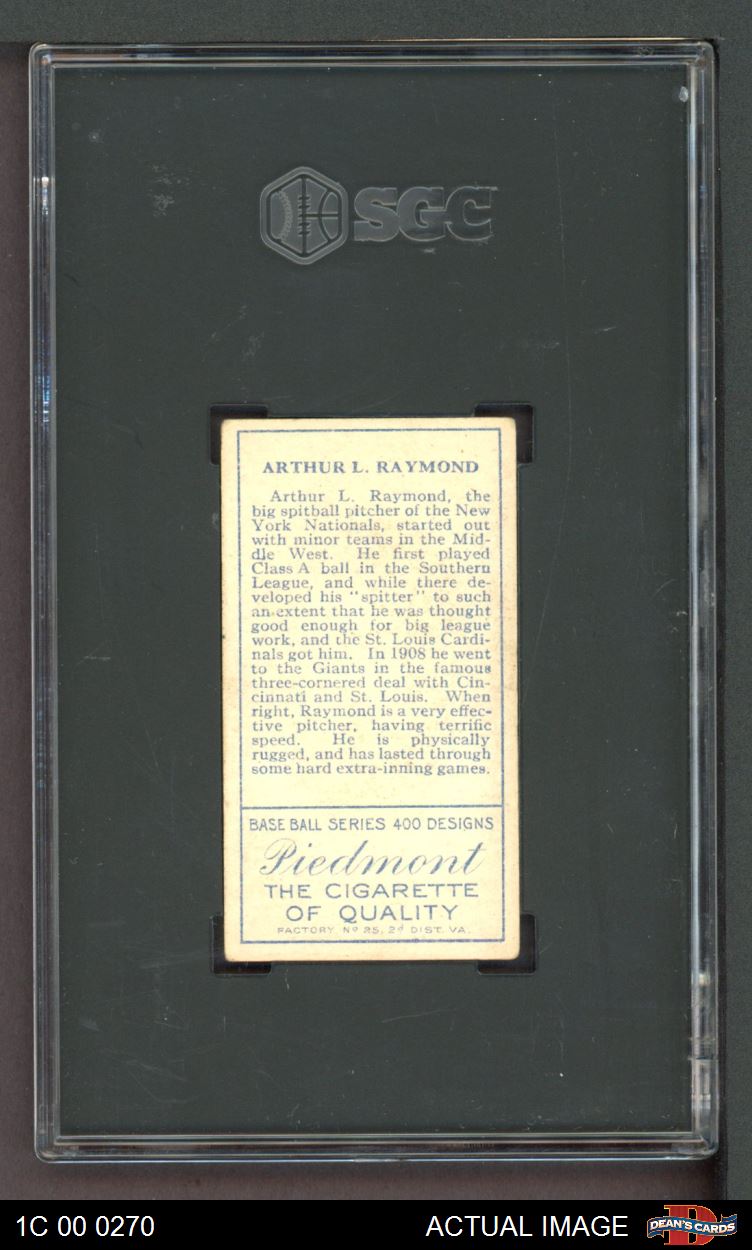 SGC
ARTHUR L. RAYMOND
Arthur L. Raymond, the
big spitball pitcher of the New
York Nationals, started out
with minor teams in the Mid-
dle West. He first played
Class A ball in the Southern
League, and while there de-
veloped his "spitter" to such
an extent that he was thought
good enough for big league
work, and the St. Louis Cardi-
nals got him. In 1908 he went
to the Giants in the famous
three-cornered deal with Cin-
cinnati and St. Louis. When
right, Raymond is a very effec-
tive pitcher, having terrific
speed. He is physically
rugged, and has lasted through
some hard extra-inning games.
BASE BALL SERIES 400 DESIGNS
Piedmont
THE CIGARETTE
OF QUALITY
FACTORY Nº 25, 2d DIST. VA.
1C 00 0270
ACTUAL IMAGE
DEAN'S CARDS